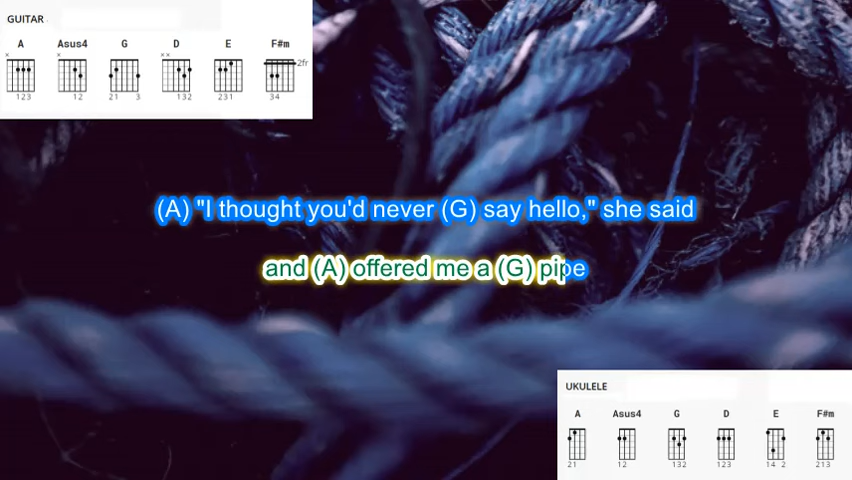 GUITAR
A Asus4 G D E F#m
x x x x 2fr
123 12 21 3 132 231 34
(A) "I thought you'd never (G) say hello," she said
and (A) offered me a (G) pipe
UKULELE
A Asus4 G D E F#m
21 12 132 123 14 2 213